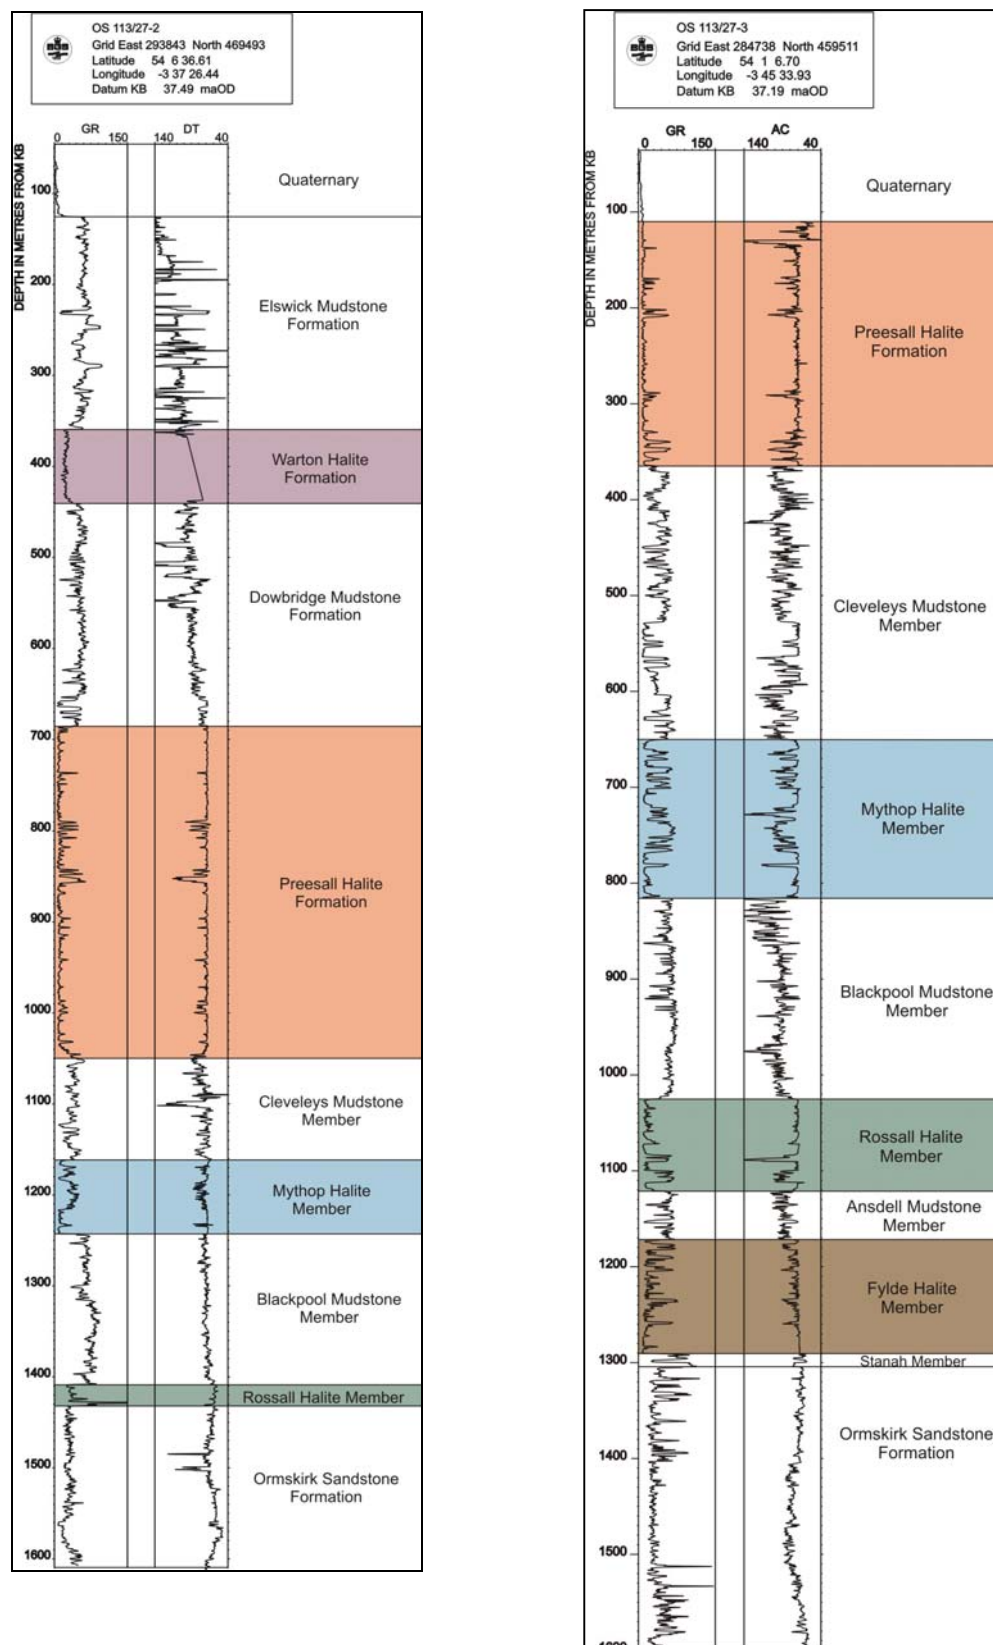 OS 113/27-2
Grid East 293843 North 469493
Latitude 54 6 36.61
Longitude -3 37 26.44
Datum KB 37.49 maOD
BGS
GR
DT
0
150
140
40
DEPTH IN METRES FROM KB
100
200
300
400
500
600
700
800
900
1000
1100
1200
1300
1400
1500
1600
Quaternary
Elswick Mudstone
Formation
Warton Halite
Formation
Dowbridge Mudstone
Formation
Preesall Halite
Formation
Cleveleys Mudstone
Member
Mythop Halite
Member
Blackpool Mudstone
Member
Rossall Halite Member
Ormskirk Sandstone
Formation
OS 113/27-3
Grid East 284738 North 459511
Latitude 54 1 6.70
Longitude -3 45 33.93
Datum KB 37.19 maOD
BGS
GR
AC
0
150
140
40
DEPTH IN METRES FROM KB
100
200
300
400
500
600
700
800
900
1000
1100
1200
1300
1400
1500
Quaternary
Preesall Halite
Formation
Cleveleys Mudstone
Member
Mythop Halite
Member
Blackpool Mudstone
Member
Rossall Halite
Member
Ansdell Mudstone
Member
Fylde Halite
Member
Stanah Member
Ormskirk Sandstone
Formation